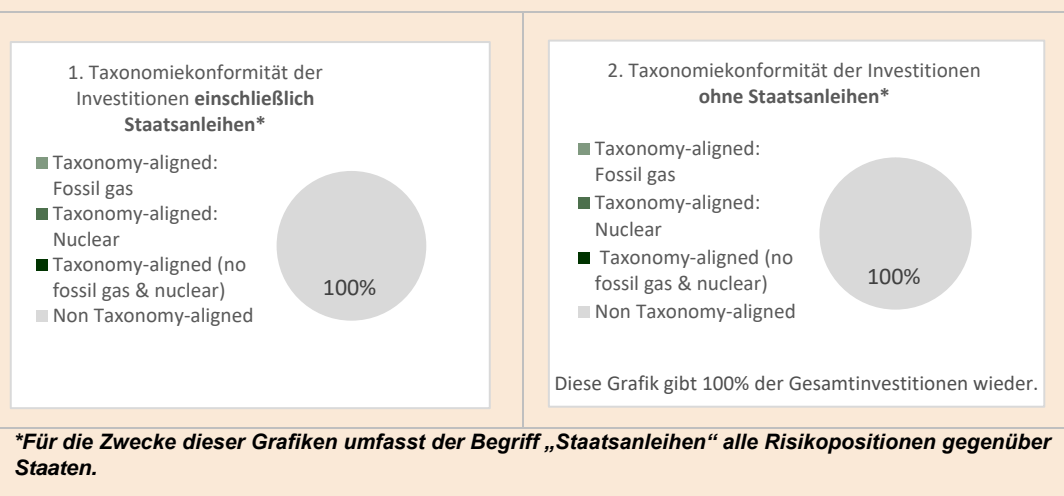 1. Taxonomiekonformität der
Investitionen einschließlich
Staatsanleihen*
Taxonomy-aligned:
Fossil gas
Taxonomy-aligned:
Nuclear
Taxonomy-aligned (no
fossil gas & nuclear)
Non Taxonomy-aligned
100%
2. Taxonomiekonformität der Investitionen
ohne Staatsanleihen*
Taxonomy-aligned:
Fossil gas
Taxonomy-aligned:
Nuclear
Taxonomy-aligned (no
fossil gas & nuclear)
Non Taxonomy-aligned
100%
Diese Grafik gibt 100% der Gesamtinvestitionen wieder.
*Für die Zwecke dieser Grafiken umfasst der Begriff „Staatsanleihen“ alle Risikopositionen gegenüber
Staaten.